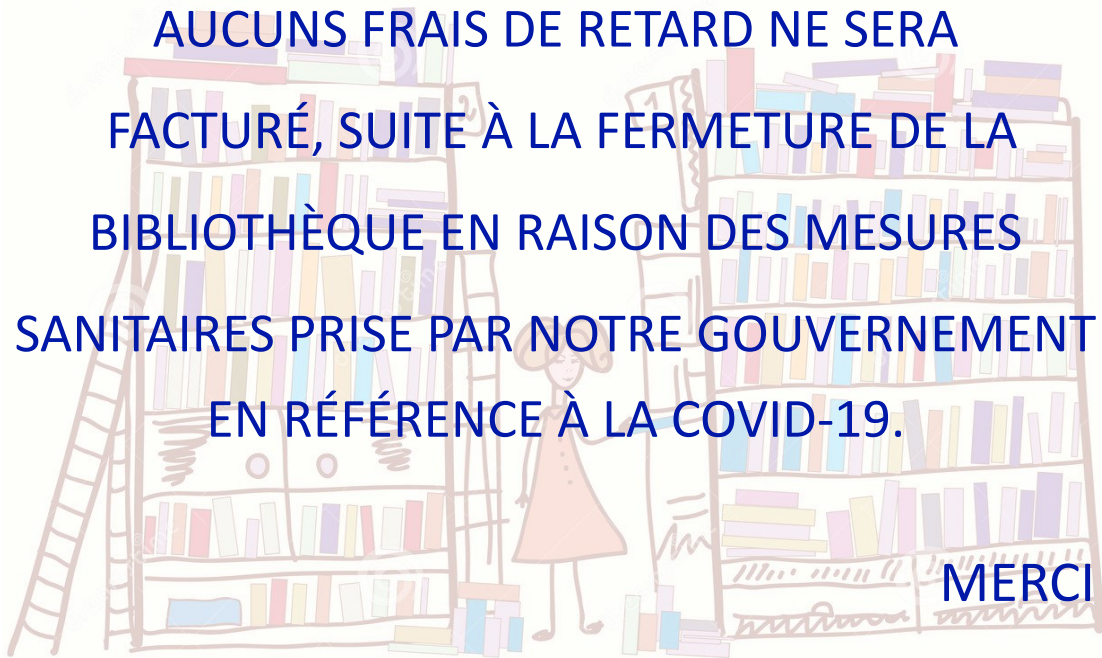 AUCUNS FRAIS DE RETARD NE SERA
FACTURÉ, SUITE À LA FERMETURE DE LA
BIBLIOTHÈQUE EN RAISON DES MESURES
SANITAIRES PRISE PAR NOTRE GOUVERNEMENT
EN RÉFÉRENCE À LA COVID-19.
MERCI